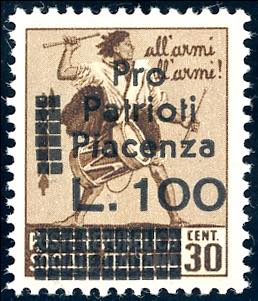 all'armi
all'armi!
Pro
Patrioti
Piacenza
L. 100
CENT.
30